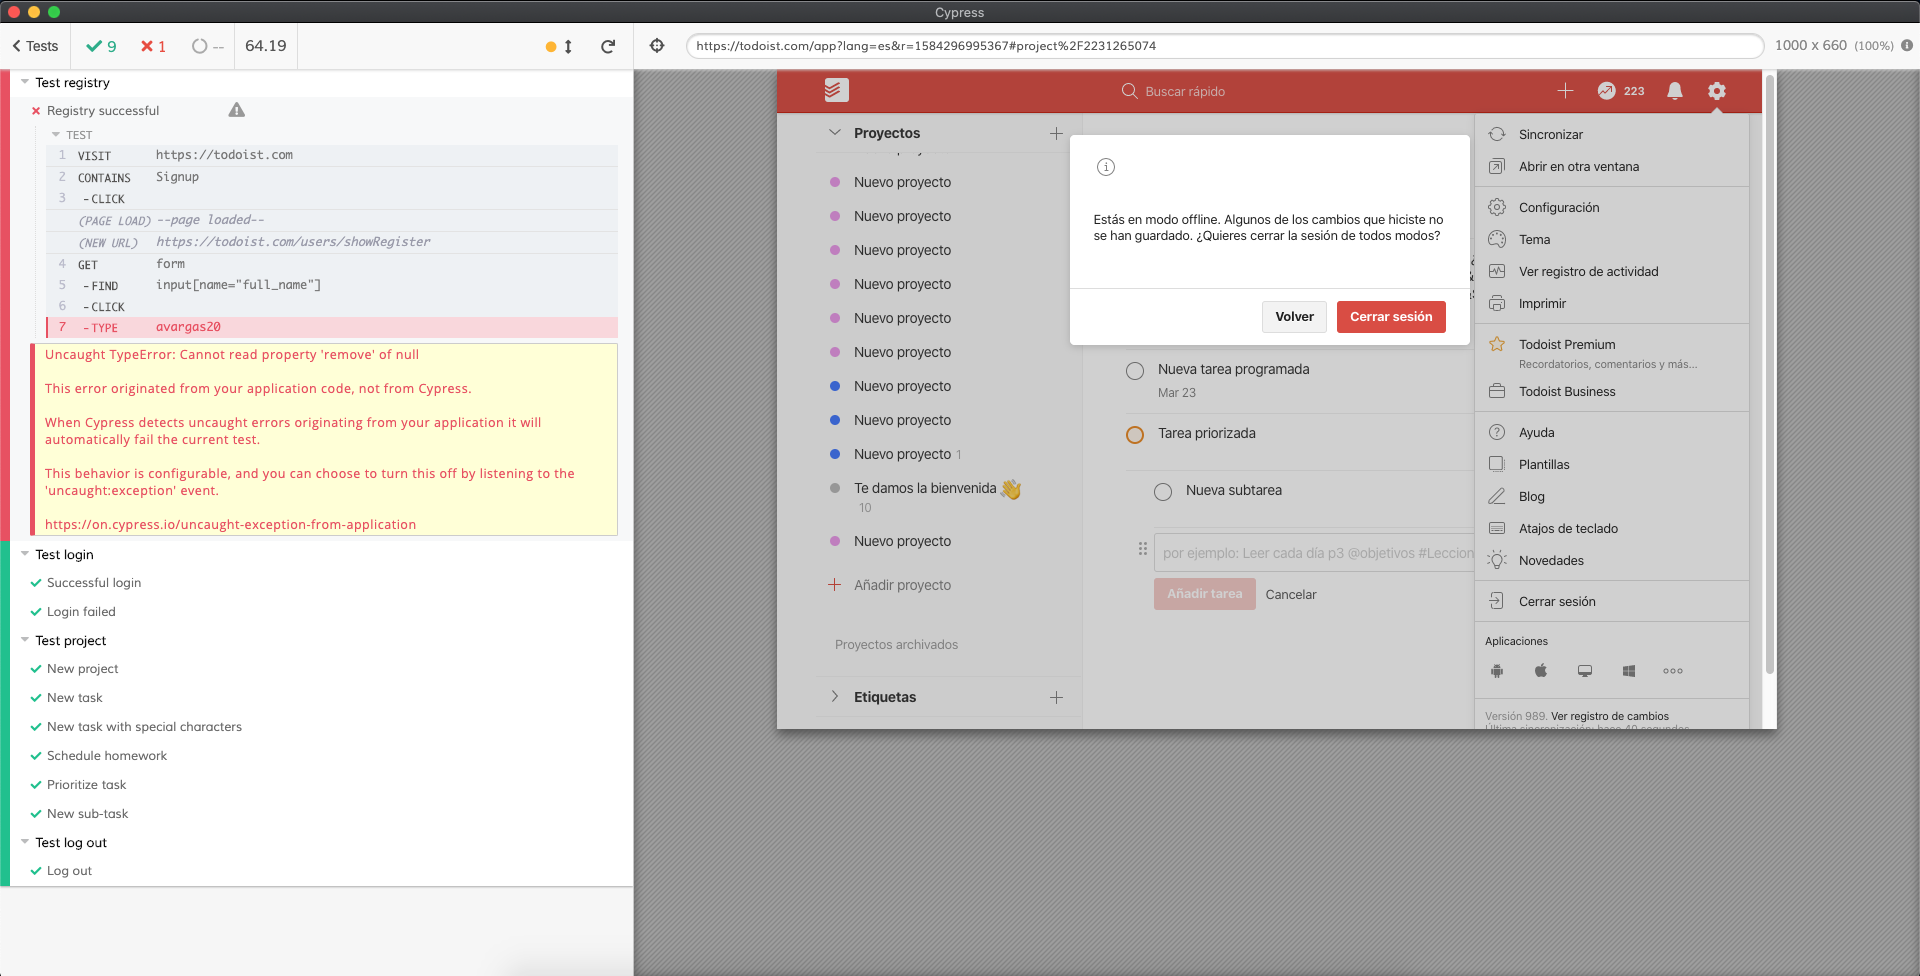 Cypress
Tests
9
1
--
64.19
https://todoist.com/app?lang=es&r=1584296995367#project%2F2231265074
1000 x 660 (100%)
Test registry
Registry successful
TEST
1 VISIT https://todoist.com
2 CONTAINS Signup
3 -CLICK
(PAGE LOAD) --page loaded--
(NEW URL) https://todoist.com/users/showRegister
4 GET form
5 -FIND input[name="full_name"]
6 -CLICK
7 -TYPE avargas20
Uncaught TypeError: Cannot read property 'remove' of null
This error originated from your application code, not from Cypress.
When Cypress detects uncaught errors originating from your application it will
automatically fail the current test.
This behavior is configurable, and you can choose to turn this off by listening to the
'uncaught:exception' event.
https://on.cypress.io/uncaught-exception-from-application
Test login
Successful login
Login failed
Test project
New project
New task
New task with special characters
Schedule homework
Prioritize task
New sub-task
Test log out
Log out
Buscar rápido
223
Proyectos
Nuevo proyecto
Nuevo proyecto
Nuevo proyecto
Nuevo proyecto
Nuevo proyecto
Nuevo proyecto
Nuevo proyecto
Nuevo proyecto
Nuevo proyecto 1
Te damos la bienvenida 👋
10
Nuevo proyecto
Añadir proyecto
Proyectos archivados
Etiquetas
Estás en modo offline. Algunos de los cambios que hiciste no
se han guardado. ¿Quieres cerrar la sesión de todos modos?
Volver
Cerrar sesión
Nueva tarea programada
Mar 23
Tarea priorizada
Nueva subtarea
por ejemplo: Leer cada día p3 @objetivos #Leccion
Añadir tarea
Cancelar
Sincronizar
Abrir en otra ventana
Configuración
Tema
Ver registro de actividad
Imprimir
Todoist Premium
Recordatorios, comentarios y más...
Todoist Business
Ayuda
Plantillas
Blog
Atajos de teclado
Novedades
Cerrar sesión
Aplicaciones
Versión 989. Ver registro de cambios
Última sincronización: hace 40 segundos